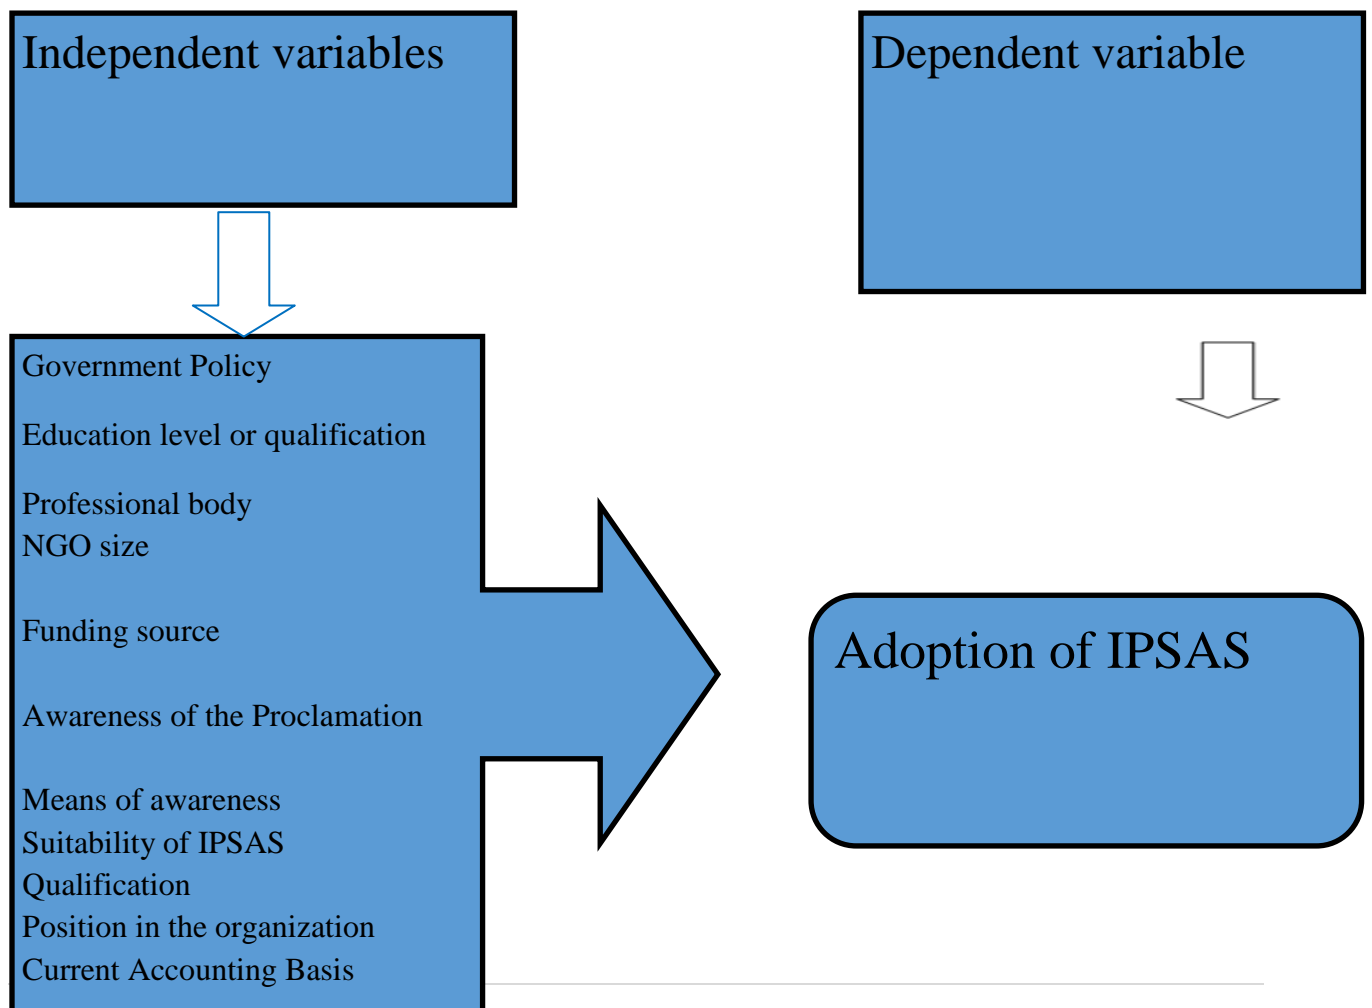 Independent variables
Dependent variable
Government Policy
Education level or qualification
Professional body
NGO size
Funding source
Awareness of the Proclamation
Means of awareness
Suitability of IPSAS
Qualification
Position in the organization
Current Accounting Basis
Adoption of IPSAS